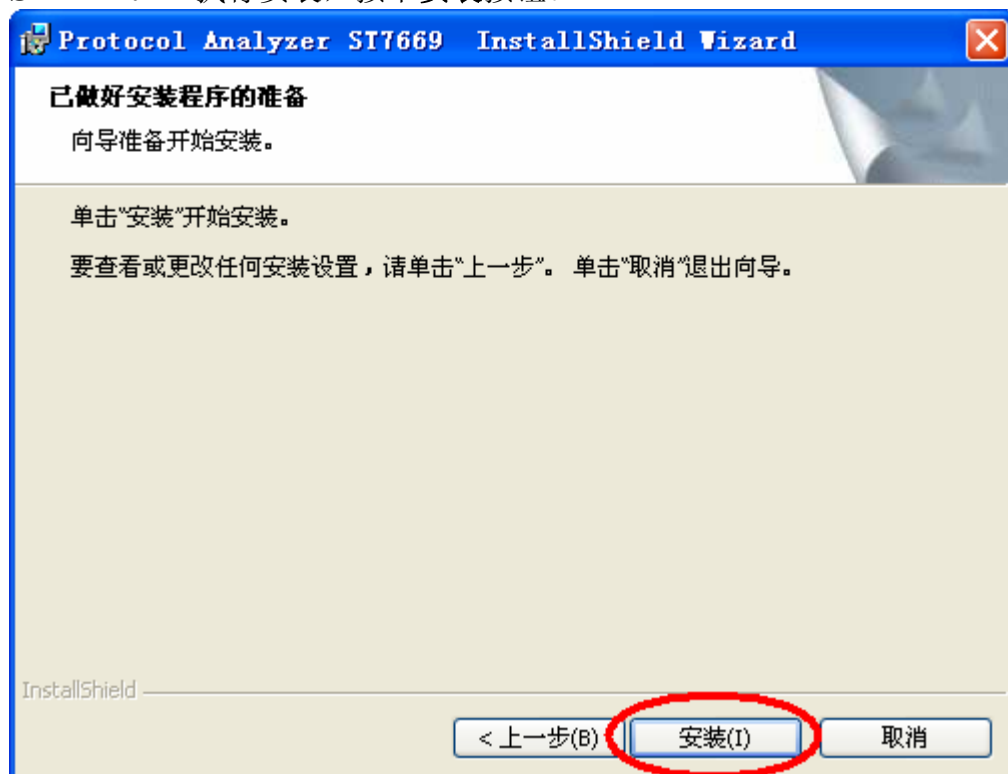 Protocol Analyzer ST7669 InstallShield Wizard
已做好安装程序的准备
向导准备开始安装。
单击“安装”开始安装。
要查看或更改任何安装设置，请单击“上一步”。 单击“取消”退出向导。
InstallShield
< 上一步(B)
安装(I)
取消